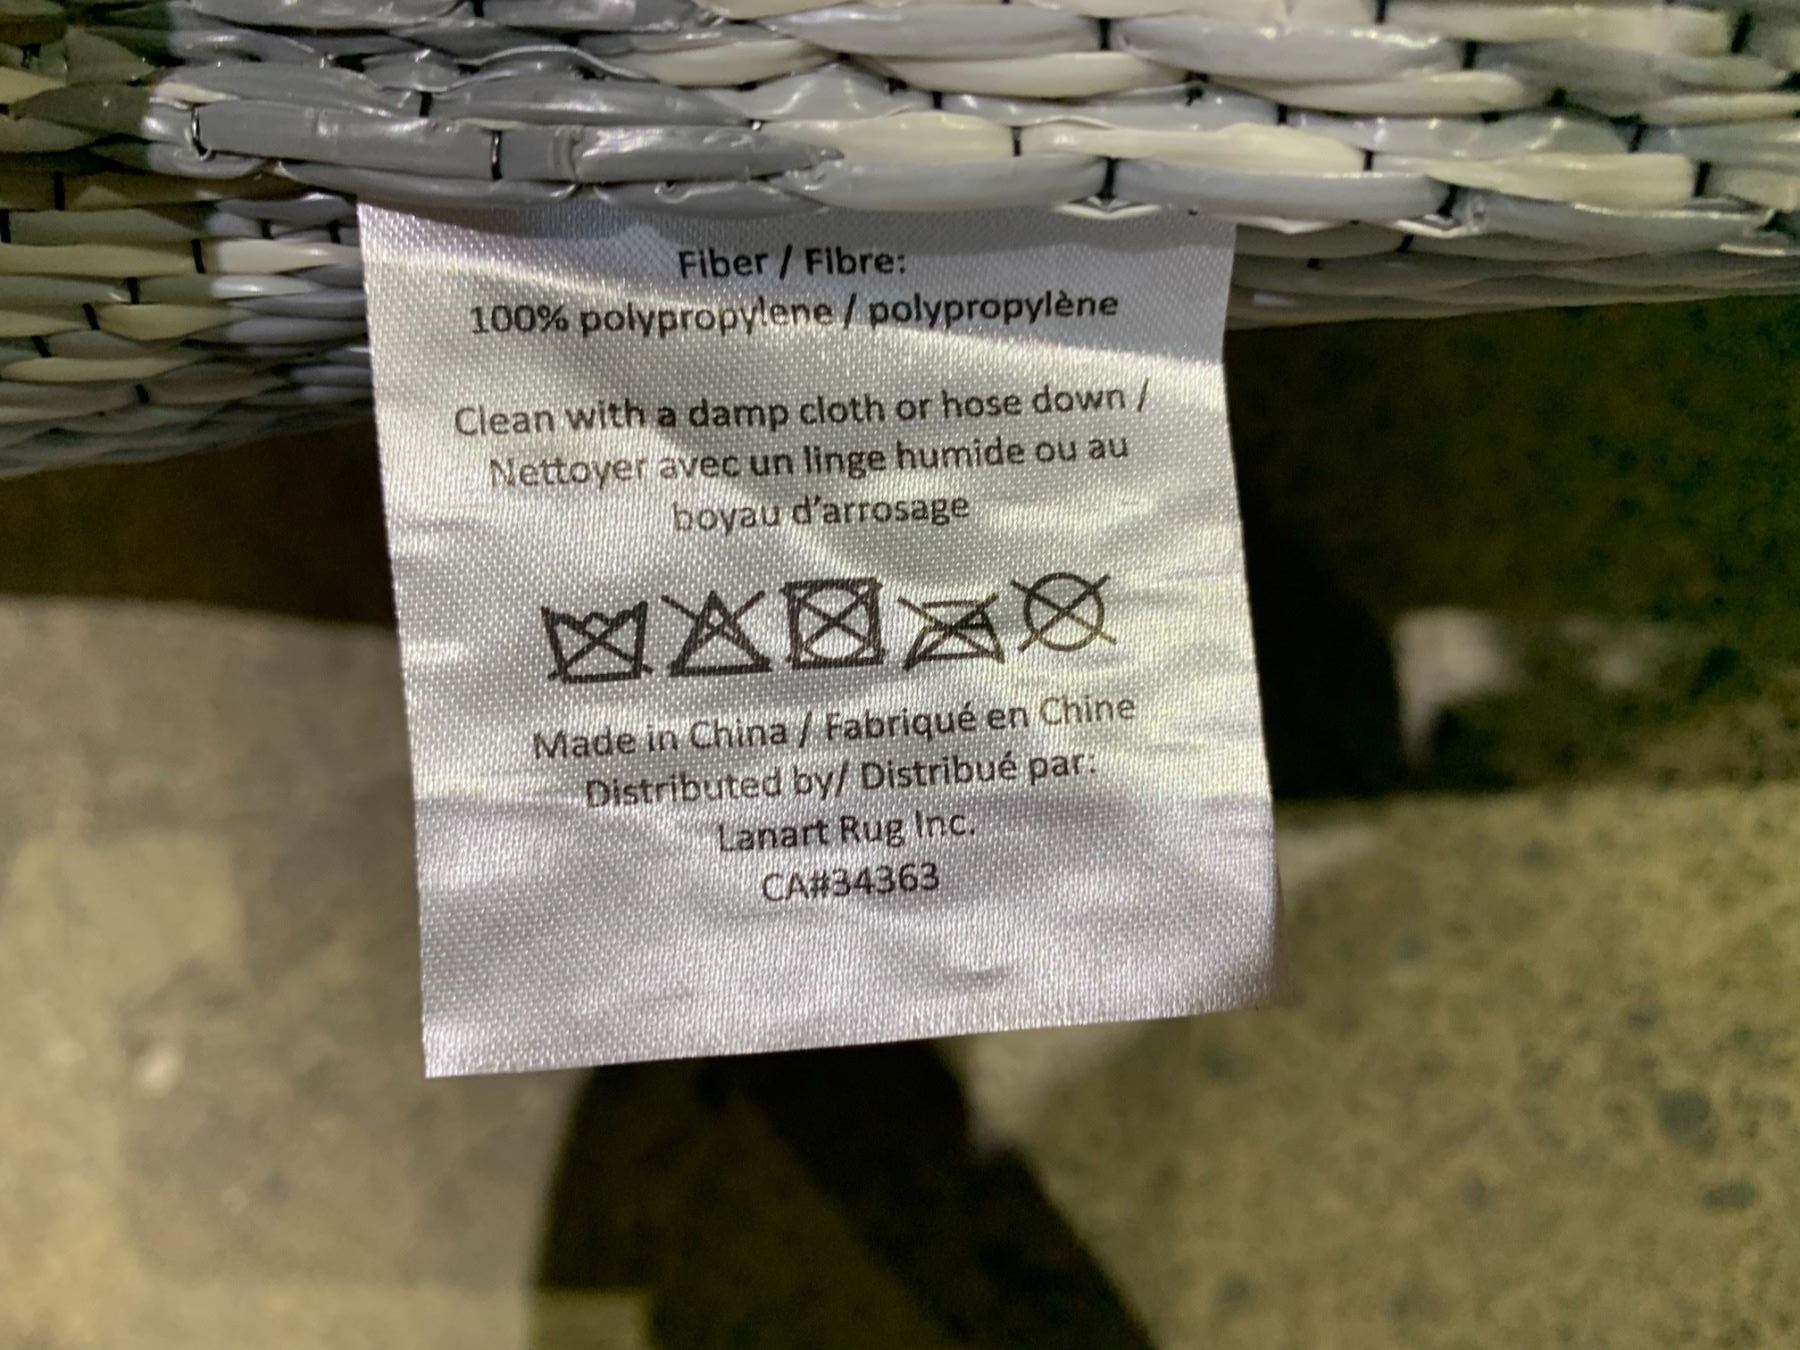 Fiber / Fibre:
100% polypropylene / polypropylène
Clean with a damp cloth or hose down /
Nettoyer avec un linge humide ou au
boyau d'arrosage
Made in China / Fabriqué en Chine
Distributed by/ Distribué par:
Lanart Rug Inc.
CA#34363